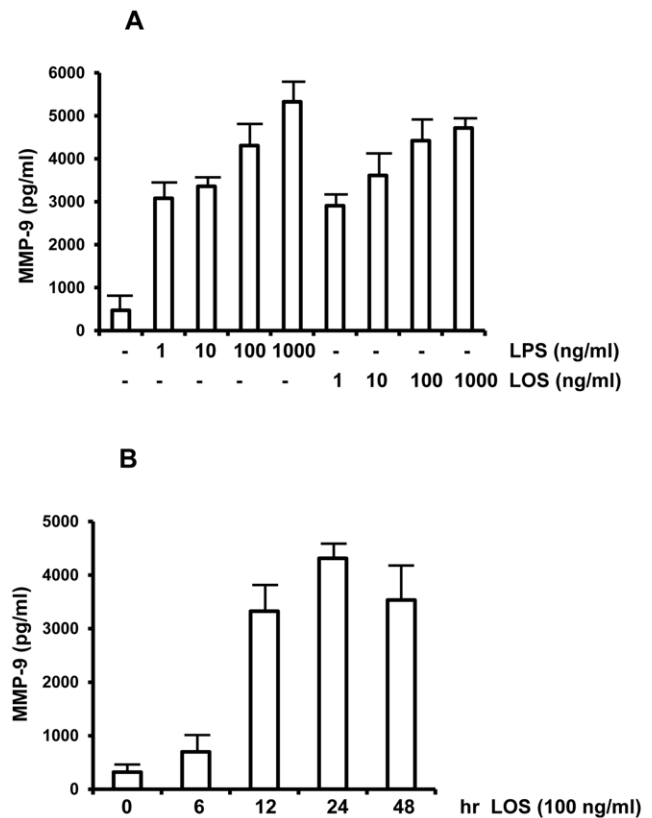 A
6000
5000
4000
3000
2000
1000
0
MMP-9 (pg/ml)
- 1 10 100 1000 - - - - LPS (ng/ml)
- - - - - 1 10 100 1000 LOS (ng/ml)
B
5000
4000
3000
2000
1000
0
MMP-9 (pg/ml)
0 6 12 24 48 hr LOS (100 ng/ml)